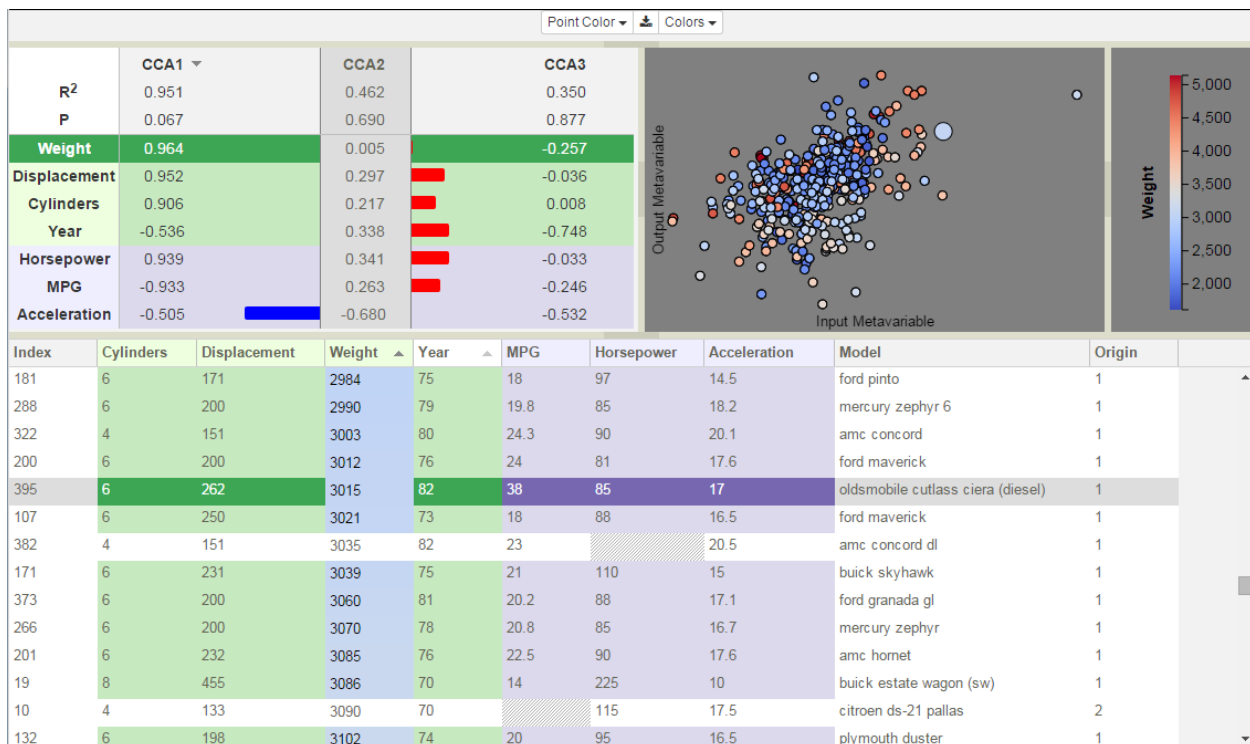 Point Color Colors
CCA1 CCA2 CCA3
R2 0.951 0.462 0.350
P 0.067 0.690 0.877
Weight 0.964 0.005 -0.257
Displacement 0.952 0.297 -0.036
Cylinders 0.906 0.217 0.008
Year -0.536 0.338 -0.748
Horsepower 0.939 0.341 -0.033
MPG -0.933 0.263 -0.246
Acceleration -0.505 -0.680 -0.532
Output Metavariable
Input Metavariable
Weight
5,000
4,500
4,000
3,500
3,000
2,500
2,000
Index Cylinders Displacement Weight Year MPG Horsepower Acceleration Model Origin
181 6 171 2984 75 18 97 14.5 ford pinto 1
288 6 200 2990 79 19.8 85 18.2 mercury zephyr 6 1
322 4 151 3003 80 24.3 90 20.1 amc concord 1
200 6 200 3012 76 24 81 17.6 ford maverick 1
395 6 262 3015 82 38 85 17 oldsmobile cutlass ciera (diesel) 1
107 6 250 3021 73 18 88 16.5 ford maverick 1
382 4 151 3035 82 23 20.5 amc concord dl 1
171 6 231 3039 75 21 110 15 buick skyhawk 1
373 6 200 3060 81 20.2 88 17.1 ford granada gl 1
266 6 200 3070 78 20.8 85 16.7 mercury zephyr 1
201 6 232 3085 76 22.5 90 17.6 amc hornet 1
19 8 455 3086 70 14 225 10 buick estate wagon (sw) 1
10 4 133 3090 70 115 17.5 citroen ds-21 pallas 2
132 6 198 3102 74 20 95 16.5 plymouth duster 1